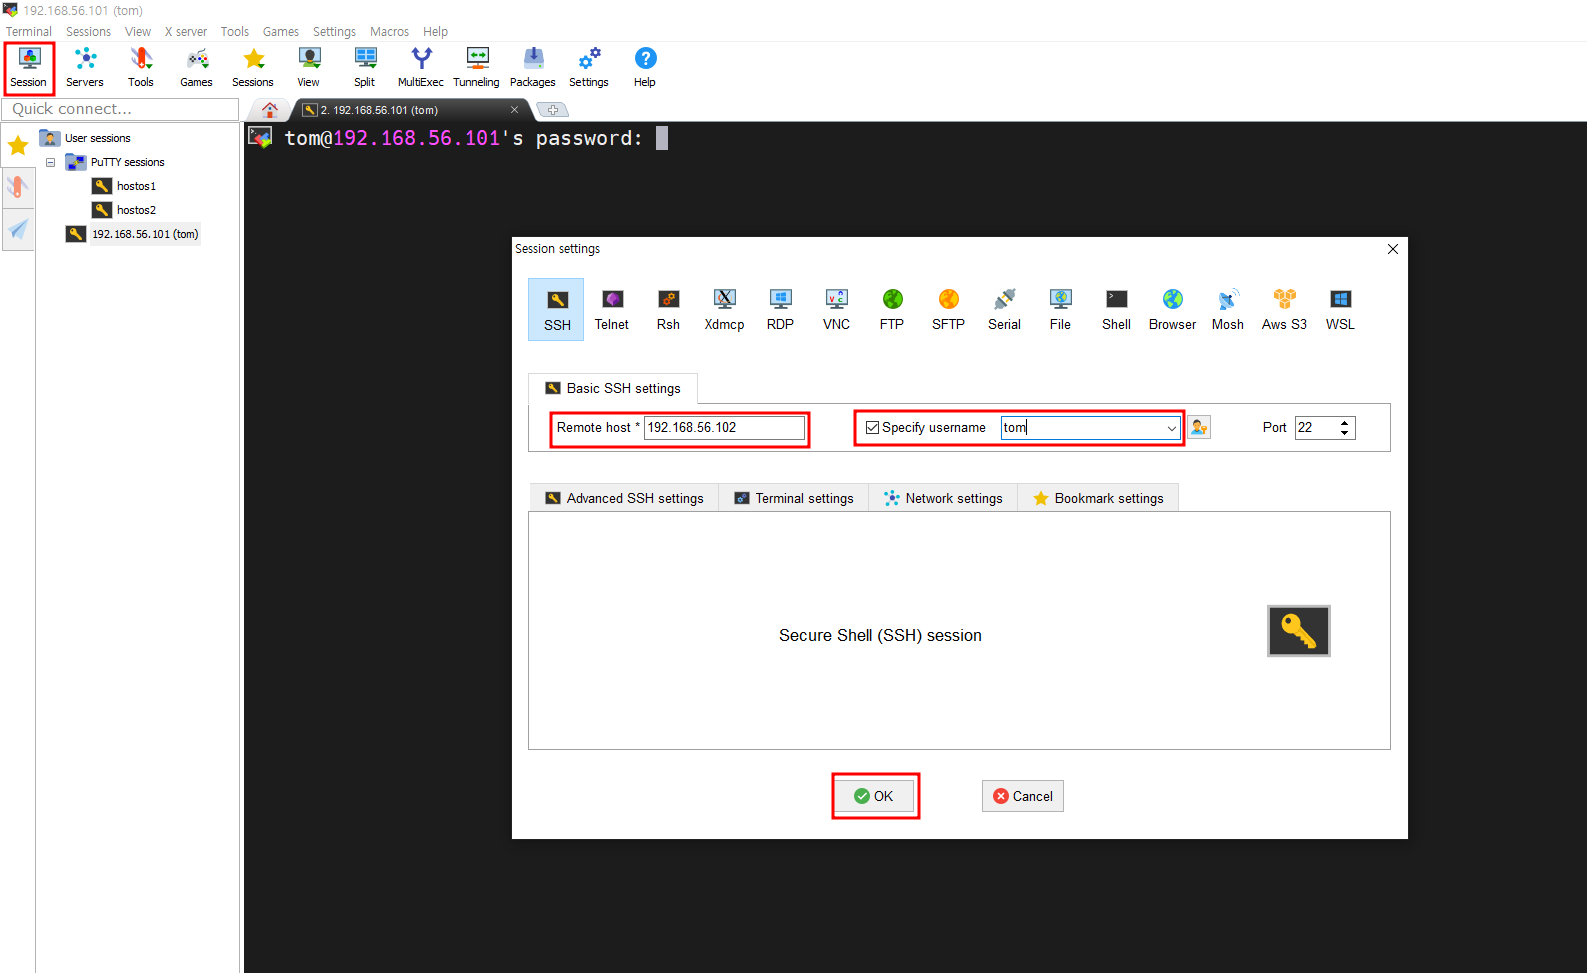 192.168.56.101 (tom)
Terminal Sessions View X server Tools Games Settings Macros Help
Session Servers Tools Games Sessions View Split MultiExec Tunneling Packages Settings Help
Quick connect...
2. 192.168.56.101 (tom)
User sessions
PuTTY sessions
hostos1
hostos2
192.168.56.101 (tom)
tom@192.168.56.101's password:
Session settings
SSH Telnet Rsh Xdmcp RDP VNC FTP SFTP Serial File Shell Browser Mosh Aws S3 WSL
Basic SSH settings
Remote host * 192.168.56.102 Specify username tom Port 22
Advanced SSH settings Terminal settings Network settings Bookmark settings
Secure Shell (SSH) session
OK Cancel